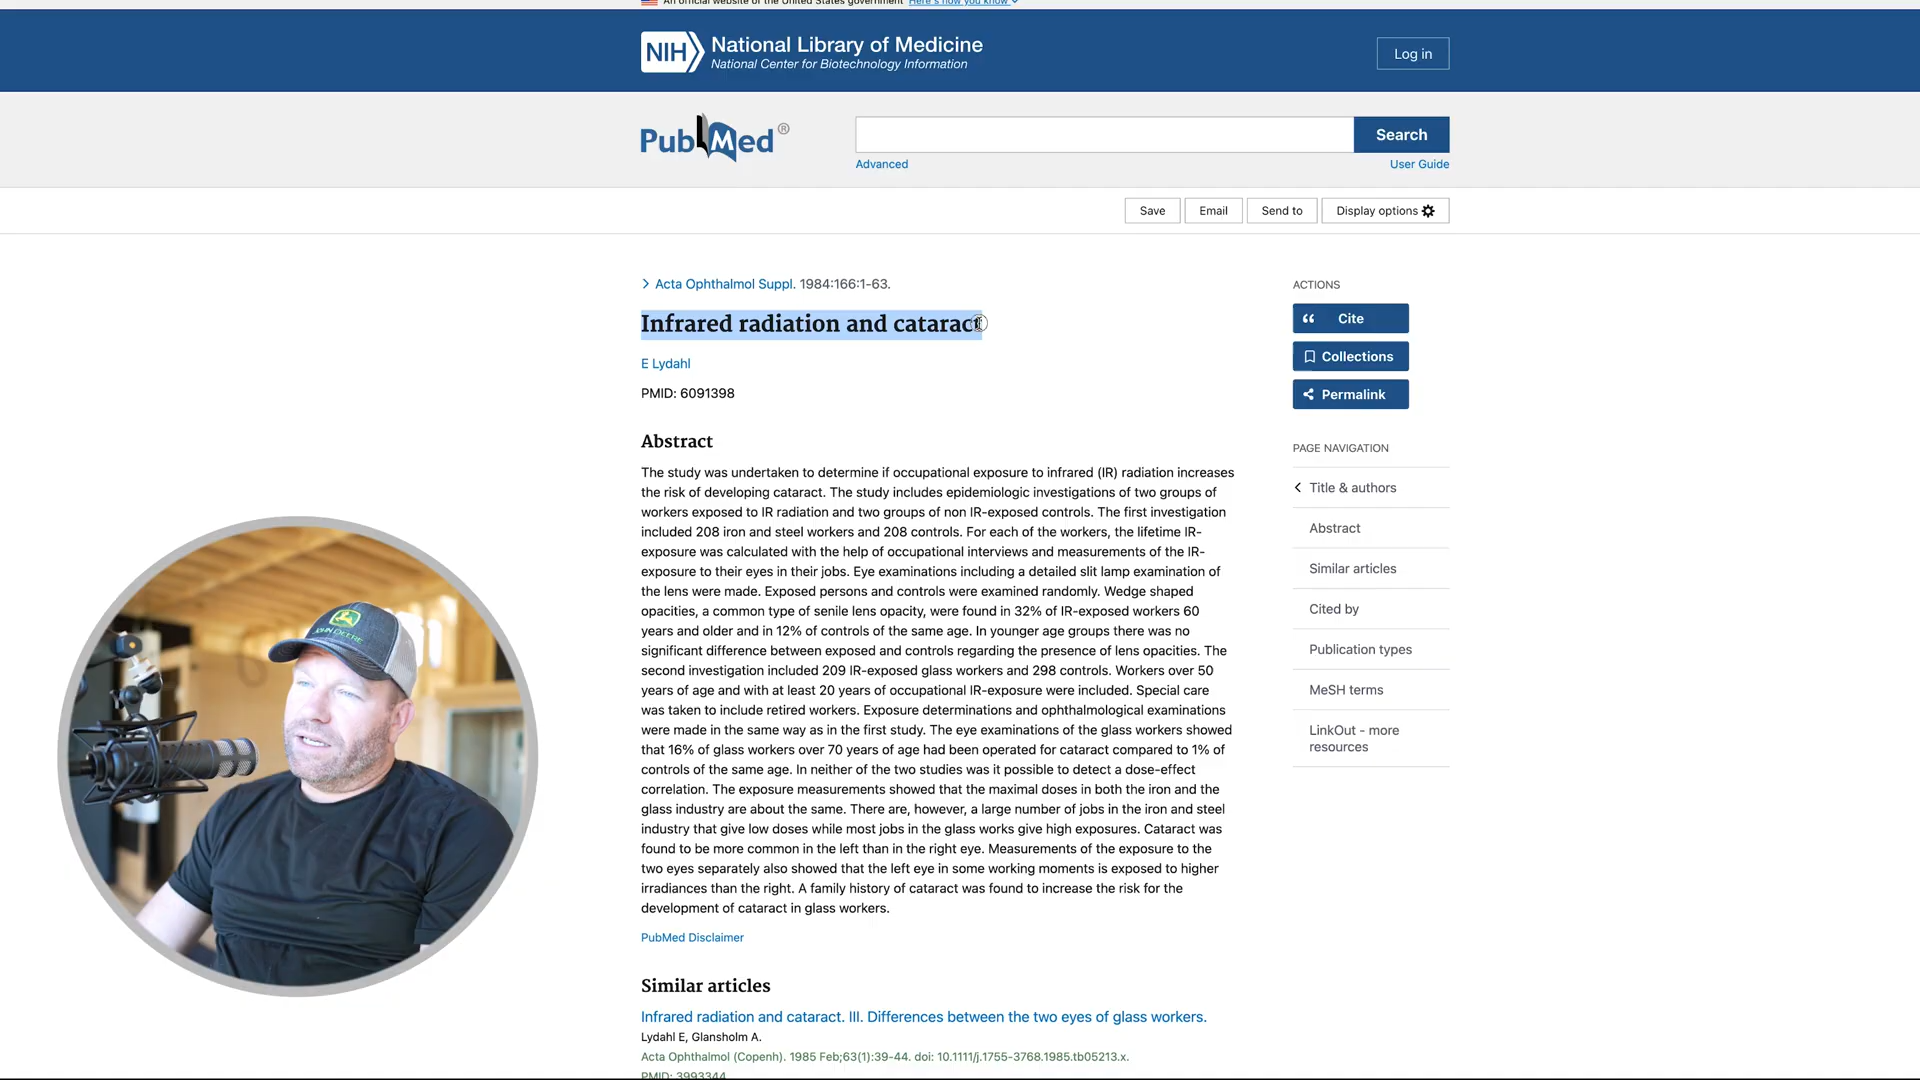 An official website of the United States government Here's how you know
NIH National Library of Medicine
National Center for Biotechnology Information
Log in
PubMed®
Search
Advanced
User Guide
Save
Email
Send to
Display options
Acta Ophthalmol Suppl. 1984:166:1-63.
Infrared radiation and cataract
E Lydahl
PMID: 6091398
Abstract
The study was undertaken to determine if occupational exposure to infrared (IR) radiation increases
the risk of developing cataract. The study includes epidemiologic investigations of two groups of
workers exposed to IR radiation and two groups of non IR-exposed controls. The first investigation
included 208 iron and steel workers and 208 controls. For each of the workers, the lifetime IR-
exposure was calculated with the help of occupational interviews and measurements of the IR-
exposure to their eyes in their jobs. Eye examinations including a detailed slit lamp examination of
the lens were made. Exposed persons and controls were examined randomly. Wedge shaped
opacities, a common type of senile lens opacity, were found in 32% of IR-exposed workers 60
years and older and in 12% of controls of the same age. In younger age groups there was no
significant difference between exposed and controls regarding the presence of lens opacities. The
second investigation included 209 IR-exposed glass workers and 298 controls. Workers over 50
years of age and with at least 20 years of occupational IR-exposure were included. Special care
was taken to include retired workers. Exposure determinations and ophthalmological examinations
were made in the same way as in the first study. The eye examinations of the glass workers showed
that 16% of glass workers over 70 years of age had been operated for cataract compared to 1% of
controls of the same age. In neither of the two studies was it possible to detect a dose-effect
correlation. The exposure measurements showed that the maximal doses in both the iron and the
glass industry are about the same. There are, however, a large number of jobs in the iron and steel
industry that give low doses while most jobs in the glass works give high exposures. Cataract was
found to be more common in the left than in the right eye. Measurements of the exposure to the
two eyes separately also showed that the left eye in some working moments is exposed to higher
irradiances than the right. A family history of cataract was found to increase the risk for the
development of cataract in glass workers.
PubMed Disclaimer
Similar articles
Infrared radiation and cataract. III. Differences between the two eyes of glass workers.
Lydahl E, Glansholm A.
Acta Ophthalmol (Copenh). 1985 Feb;63(1):39-44. doi: 10.1111/j.1755-3768.1985.tb05213.x.
PMID: 3993344
ACTIONS
Cite
Collections
Permalink
PAGE NAVIGATION
Title & authors
Abstract
Similar articles
Cited by
Publication types
MeSH terms
LinkOut - more
resources
JOHN DEERE